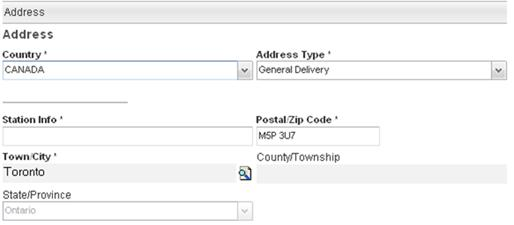 Address
Address
Country * Address Type *
CANADA General Delivery
Station Info * Postal/Zip Code *
M5P 3U7
Town/City * County/Township
Toronto
State/Province
Ontario